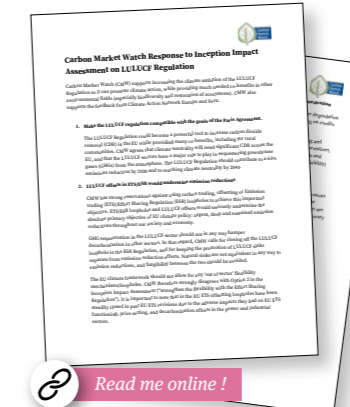 Carbon Market Watch Response to Inception Impact
Assessment on LULUCF Regulation
Carbon Market Watch (CMW) supports increasing the climate ambition of the LULUCF
Regulation as it can promote climate action, while providing much needed co-benefits in other
environmental fields (especially biodiversity and restoration of ecosystems). CMW also
supports the feedback from Climate Action Network Europe and
1. Make the LULUCF regulation compatible with the goals of the Paris Agreement.
The LULUCF Regulation could become a powerful tool to increase carbon dioxide
removal (CDR) in the EU while provided many co-benefits, including for rural
communities. CMW agrees that climate neutrality will need significant CDR across the
EU, and that the LULUCF sectors have a major role to play in sequestering greenhouse
gases (GHGs) from the atmosphere. The LULUCF Regulation should contribute to a
emissions reduction by 2030 and to reaching climate neutrality by
2. LULUCF offsets in ETS/ESR would undermine emission reductions
CMW has strong reservations against using carbon trading, offsetting or Emission
trading (ETS)/Effort Sharing Regulation (ESR) loopholes to achieve this important
objective. ETS/ESR loopholes and LULUCF offsets would seriously undermine the
absolute primary objective of EU climate policy: urgent, deep and sustained emission
reductions throughout our society and economy.
GHG sequestration in the LULUCF sector should not in any way hamper
decarbonisation in other sectors. In that regard, CMW calls for closing off the LULUCF
loophole in the ESR Regulation, and for keeping the promotion of LULUCF sinks
separate from emission reduction efforts. Natural sinks are not equivalent in any way to
emission reductions, and fungibility between the two should be avoided.
The EU climate framework should not allow for any 'out of sector' flexibility
mechanisms/loopholes. CMW therefore strongly disagrees with Option 2 in the
Inception Impact Assessment ("strengthen the flexibility with the Effort Sharing
Regulation"). It is important to note that in the EU ETS offsetting loopholes have been
steadily closed in past EU ETS revisions due to the adverse impacts they had on EU ETS
functioning, price setting, and decarbonisation efforts in the power and industrial
sectors.
Read me online !